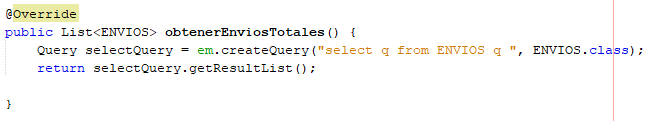 @Override
public List<ENVIOS> obtenerEnviosTotales() {
Query selectQuery = em.createQuery("select q from ENVIOS q ", ENVIOS.class);
return selectQuery.getResultList();
}